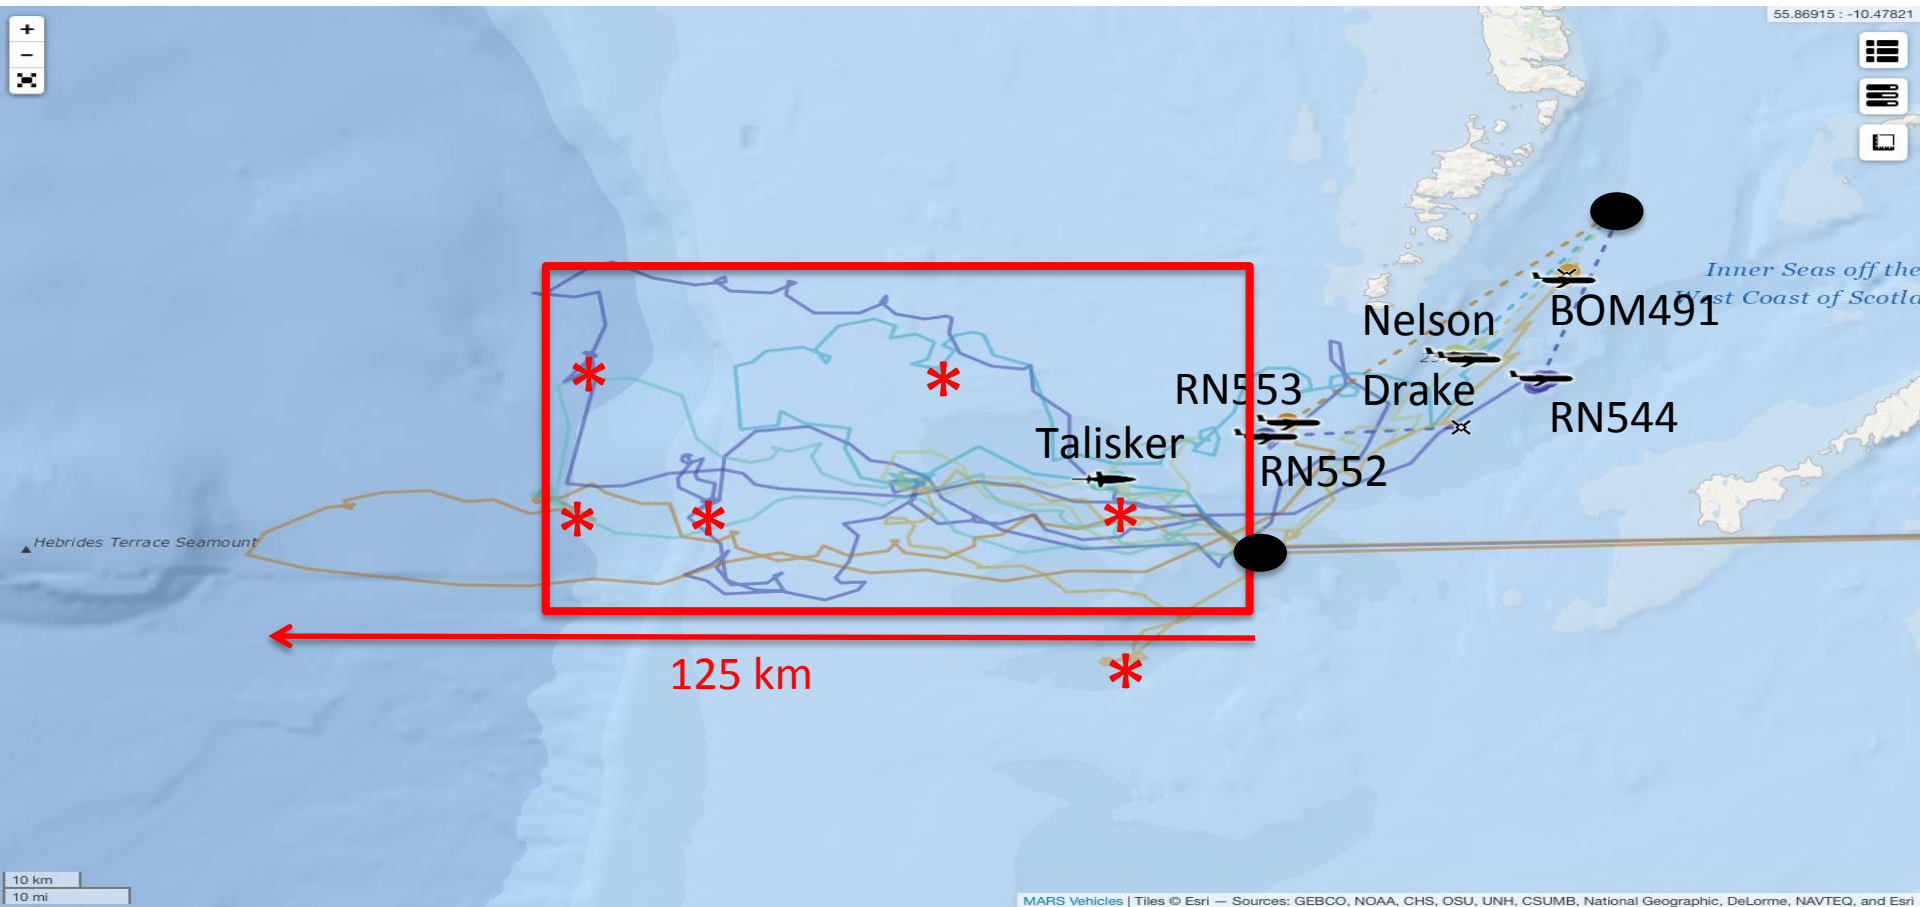 +
−
55.86915 : -10.47821
Inner Seas off the
West Coast of Scotla
BOM491
Nelson
Drake
RN553
RN544
Talisker
RN552
Hebrides Terrace Seamount
125 km
10 km
10 mi
MARS Vehicles | Tiles © Esri — Sources: GEBCO, NOAA, CHS, OSU, UNH, CSUMB, National Geographic, DeLorme, NAVTEQ, and Esri